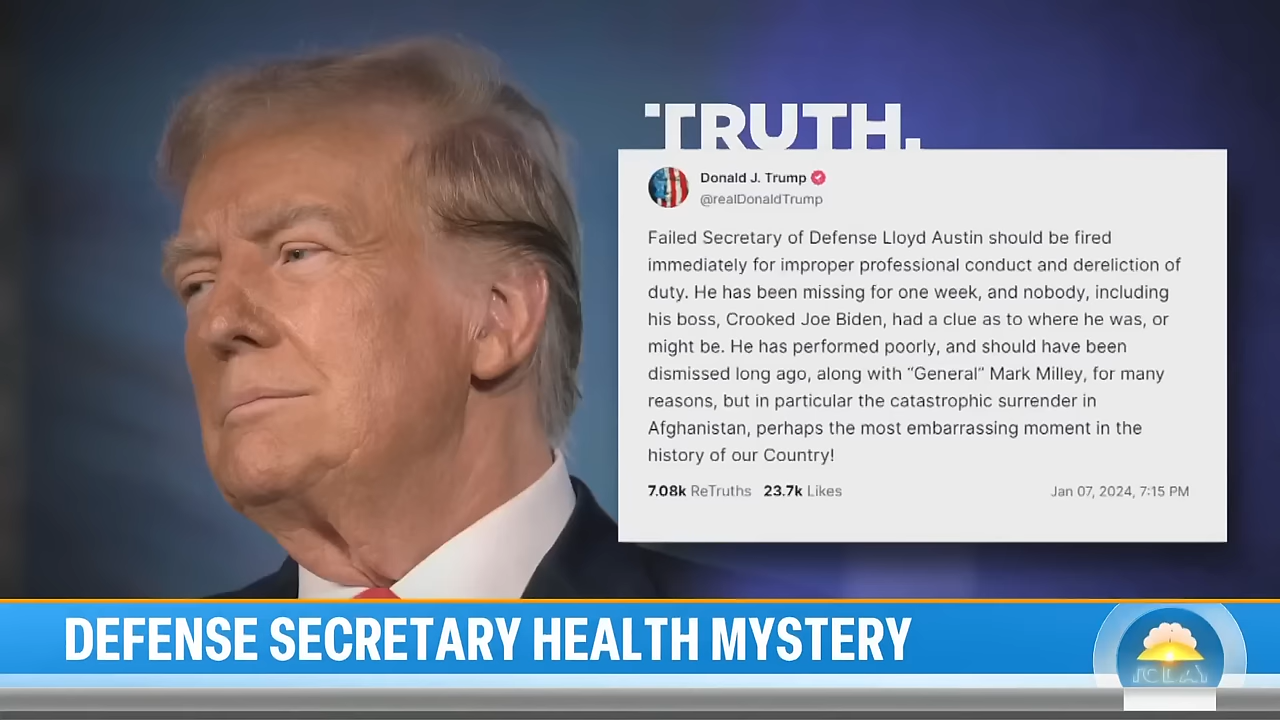 TRUTH.
Donald J. Trump
@realDonaldTrump
Failed Secretary of Defense Lloyd Austin should be fired
immediately for improper professional conduct and dereliction of
duty. He has been missing for one week, and nobody, including
his boss, Crooked Joe Biden, had a clue as to where he was, or
might be. He has performed poorly, and should have been
dismissed long ago, along with “General” Mark Milley, for many
reasons, but in particular the catastrophic surrender in
Afghanistan, perhaps the most embarrassing moment in the
history of our Country!
7.08k ReTruths 23.7k Likes Jan 07, 2024, 7:15 PM
DEFENSE SECRETARY HEALTH MYSTERY
TODAY